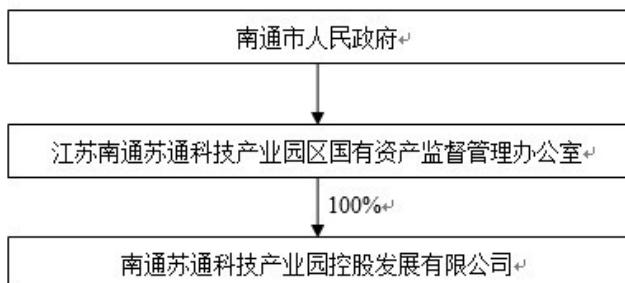 南通市人民政府↵
江苏南通苏通科技产业园区国有资产监督管理办公室↵
100%↵
南通苏通科技产业园控股发展有限公司↵